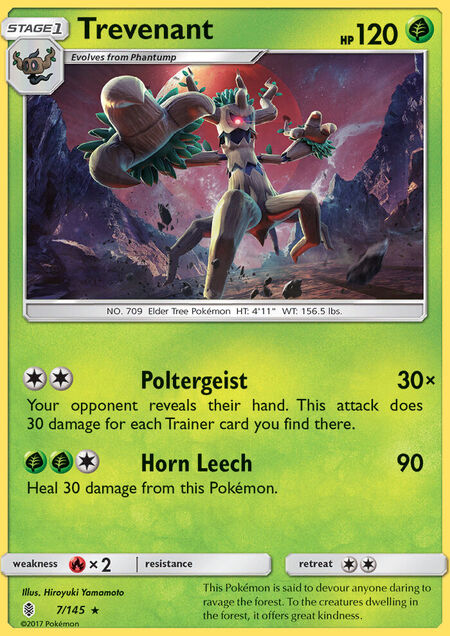 STAGE 1 Trevenant HP 120
Evolves from Phantump
NO. 709 Elder Tree Pokémon HT: 4'11" WT: 156.5 lbs.
Poltergeist 30×
Your opponent reveals their hand. This attack does
30 damage for each Trainer card you find there.
Horn Leech 90
Heal 30 damage from this Pokémon.
weakness ×2 resistance retreat
Illus. Hiroyuki Yamamoto
7/145 ★
©2017 Pokémon
This Pokémon is said to devour anyone daring to
ravage the forest. To the creatures dwelling in
the forest, it offers great kindness.